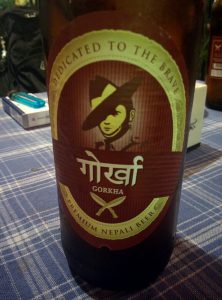 DEDICATED TO THE BRAVE
गोर्खा
GORKHA
PREMIUM NEPALI BEER